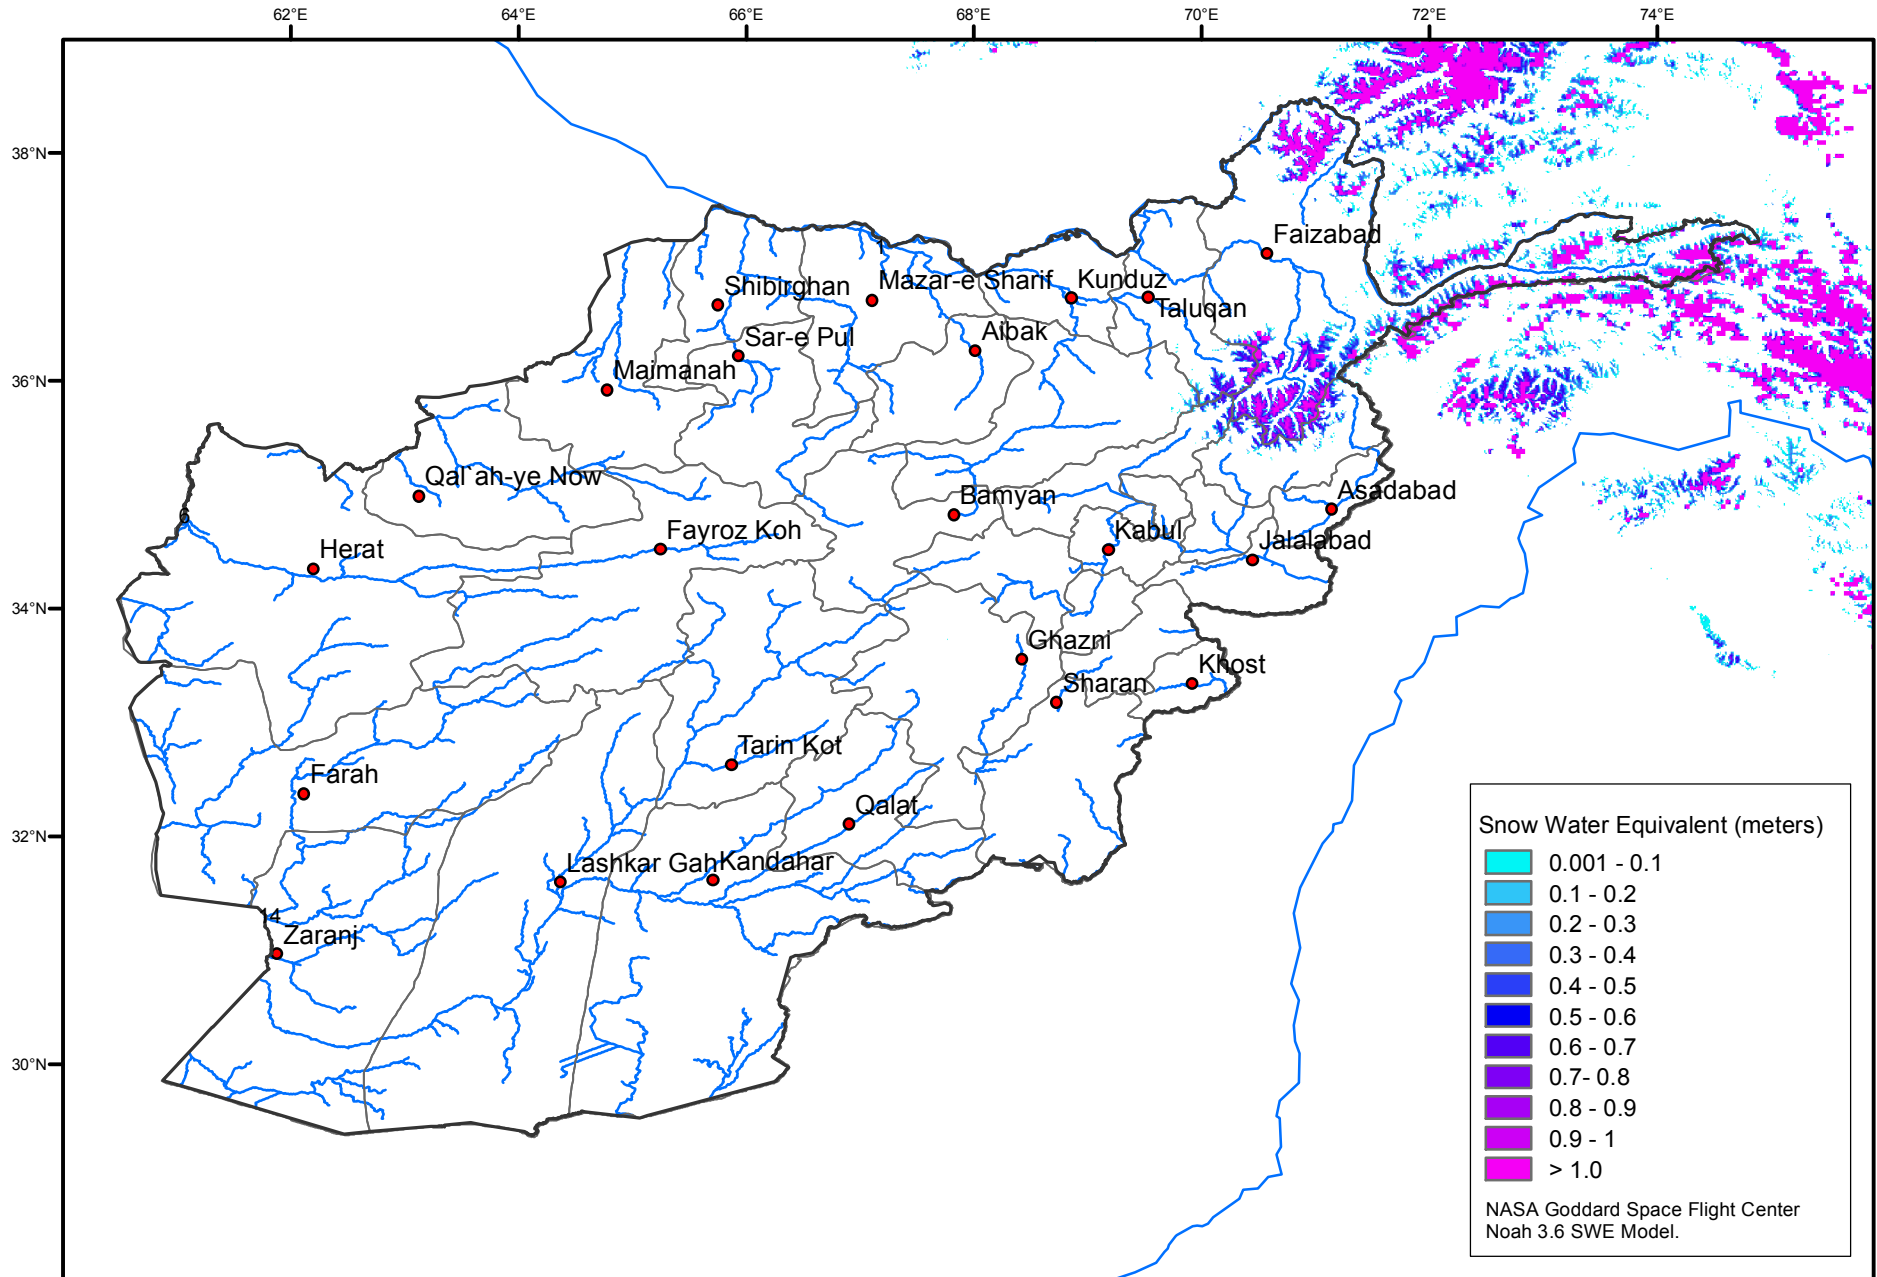 62°E 64°E 66°E 68°E 70°E 72°E 74°E
38°N
Faizabad
1
Shibirghan
Mazar-e Sharif
Kunduz
Taluqan
Sar-e Pul
Aibak
36°N
Maimanah
Qal`ah-ye Now
Bamyan
Asadabad
6
Fayroz Koh
Kabul
Herat
Jalalabad
34°N
Ghazni
Khost
Sharan
Tarin Kot
Farah
Qalat
32°N
Lashkar Gah
Kandahar
14
Zaranj
30°N
Snow Water Equivalent (meters)
0.001 - 0.1
0.1 - 0.2
0.2 - 0.3
0.3 - 0.4
0.4 - 0.5
0.5 - 0.6
0.6 - 0.7
0.7- 0.8
0.8 - 0.9
0.9 - 1
> 1.0
NASA Goddard Space Flight Center
Noah 3.6 SWE Model.